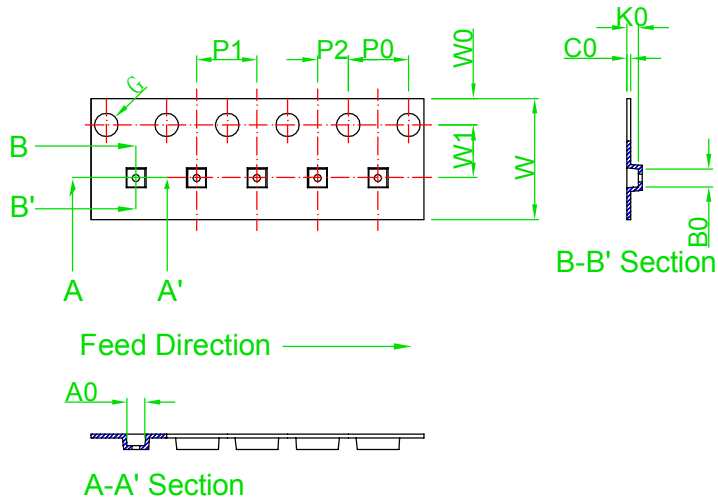 K0
C0
P1
P2
P0
W0
G
B
W1
W
B'
A
A'
B0
B-B' Section
Feed Direction
A0
A-A' Section